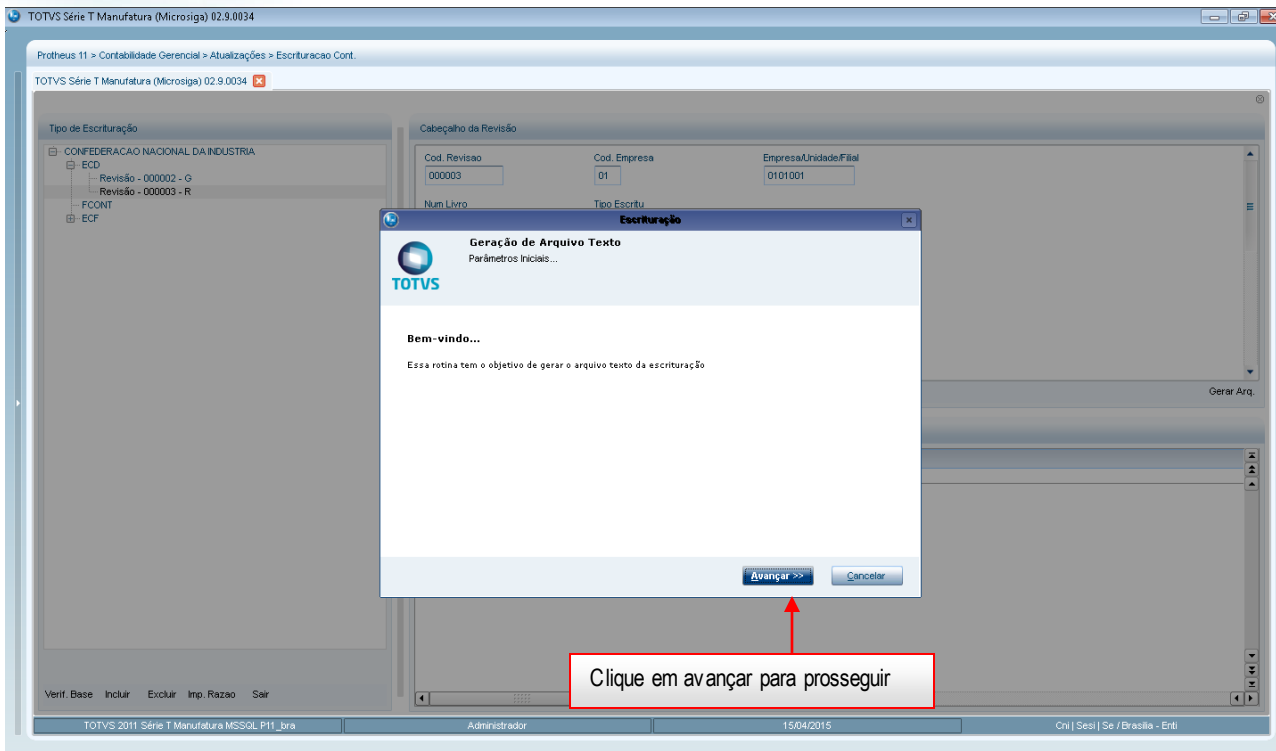 TOTVS Série T Manufatura (Microsiga) 02.9.0034
Protheus 11 > Contabilidade Gerencial > Atualizações > Escrituracao Cont.
TOTVS Série T Manufatura (Microsiga) 02.9.0034
Tipo de Escrituração
CONFEDERACAO NACIONAL DA INDUSTRIA
ECD
Revisão - 000002 - G
Revisão - 000003 - R
FCONT
ECF
Cabeçalho da Revisão
Cod. Revisao
Cod. Empresa
Empresa/Unidade/Filial
000003
01
0101001
Num Livro
Tipo Escritu
Escrituração
TOTVS
Geração de Arquivo Texto
Parâmetros Iniciais...
Bem-vindo...
Essa rotina tem o objetivo de gerar o arquivo texto da escrituração
Gerar Arq.
Avançar >>
Cancelar
Clique em avançar para prosseguir
Verif. Base Incluir Excluir Imp. Razao Sair
TOTVS 2011 Série T Manufatura MSSQL P11_bra
Administrador
15/04/2015
Cni | Sesi | Se / Brasilia - Enti